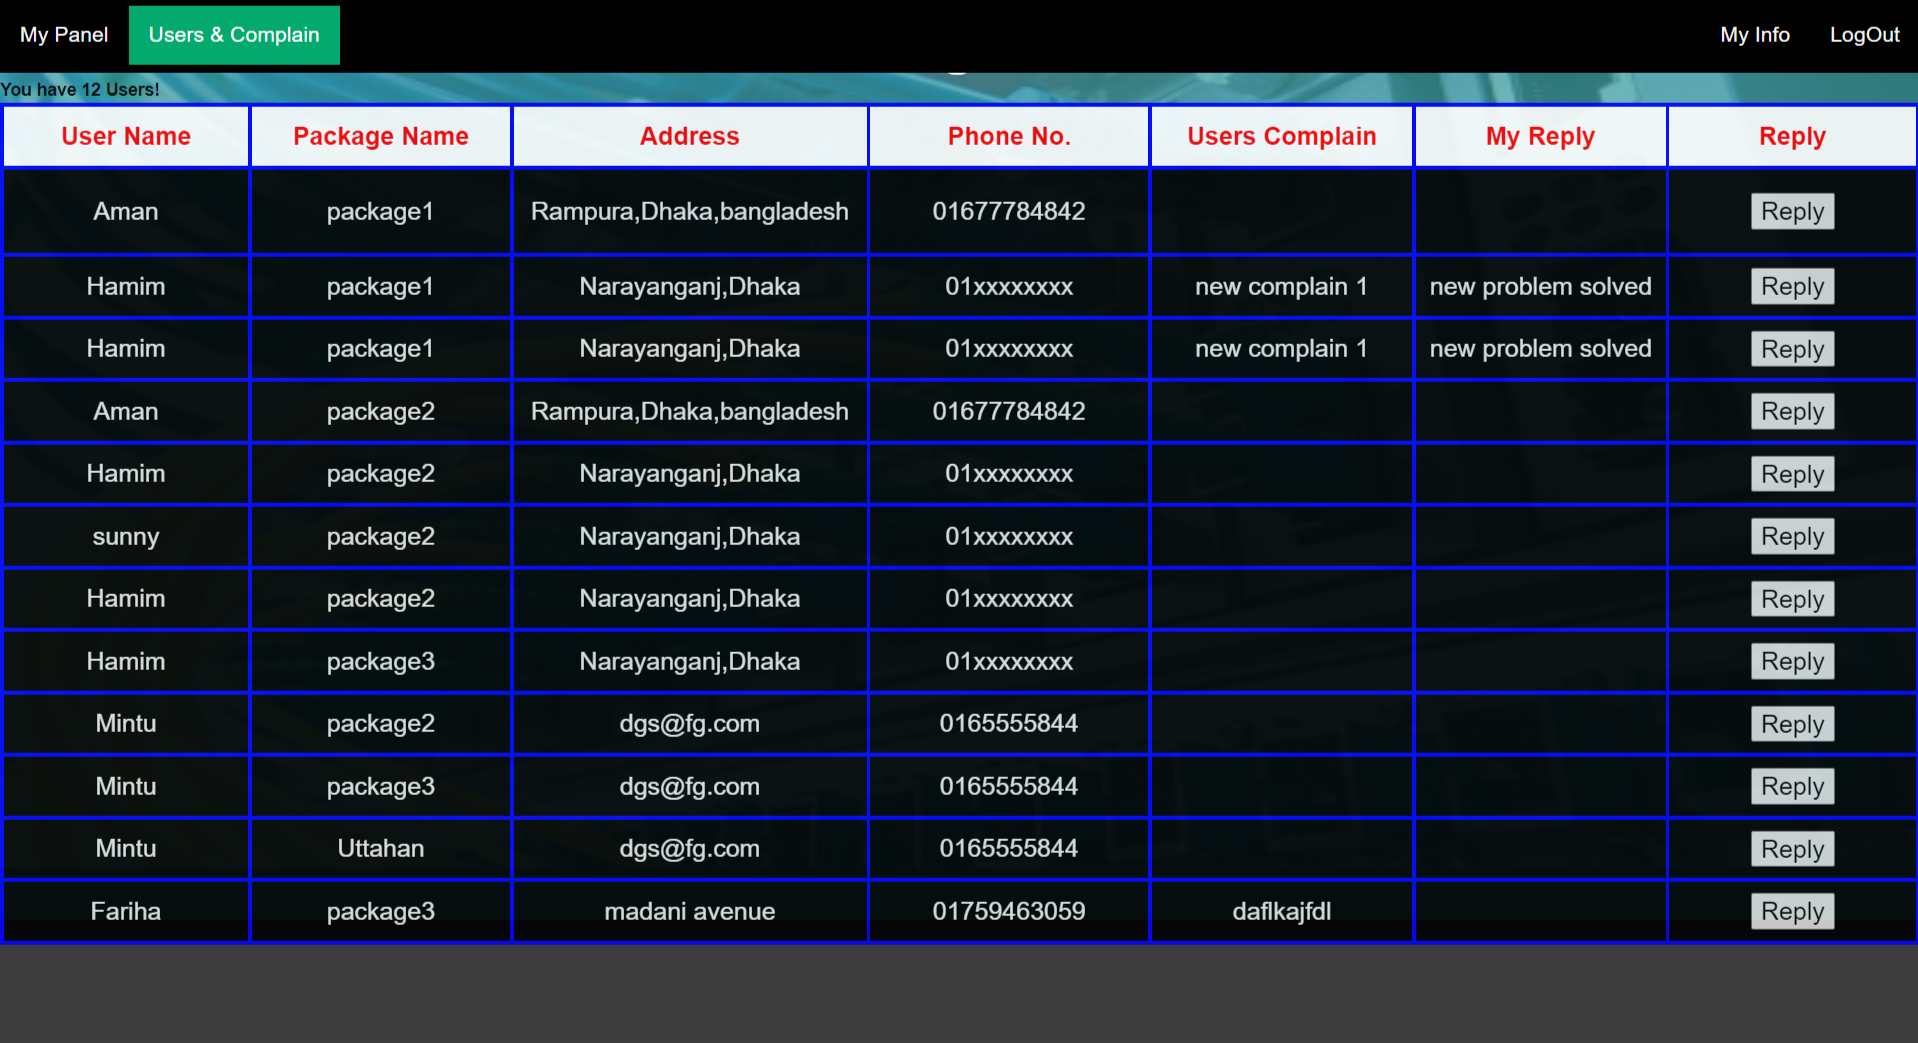 My Panel Users & Complain My Info LogOut
You have 12 Users!
User Name Package Name Address Phone No. Users Complain My Reply Reply
Aman package1 Rampura,Dhaka,bangladesh 01677784842 Reply
Hamim package1 Narayanganj,Dhaka 01xxxxxxxx new complain 1 new problem solved Reply
Hamim package1 Narayanganj,Dhaka 01xxxxxxxx new complain 1 new problem solved Reply
Aman package2 Rampura,Dhaka,bangladesh 01677784842 Reply
Hamim package2 Narayanganj,Dhaka 01xxxxxxxx Reply
sunny package2 Narayanganj,Dhaka 01xxxxxxxx Reply
Hamim package2 Narayanganj,Dhaka 01xxxxxxxx Reply
Hamim package3 Narayanganj,Dhaka 01xxxxxxxx Reply
Mintu package2 dgs@fg.com 0165555844 Reply
Mintu package3 dgs@fg.com 0165555844 Reply
Mintu Uttahan dgs@fg.com 0165555844 Reply
Fariha package3 madani avenue 01759463059 daflkajfdl Reply